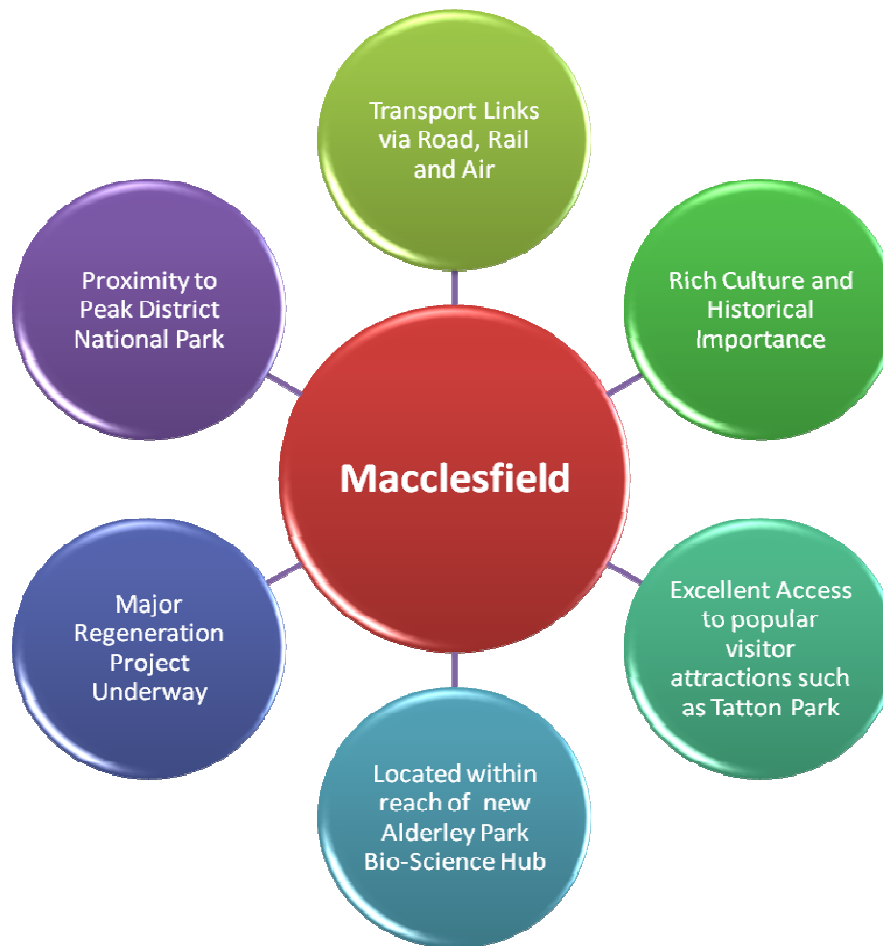 Transport Links
via Road, Rail
and Air
Rich Culture and
Historical
Importance
Excellent Access
to popular
visitor
attractions such
as Tatton Park
Located within
reach of new
Alderley Park
Bio-Science Hub
Major
Regeneration
Project
Underway
Proximity to
Peak District
National Park
Macclesfield